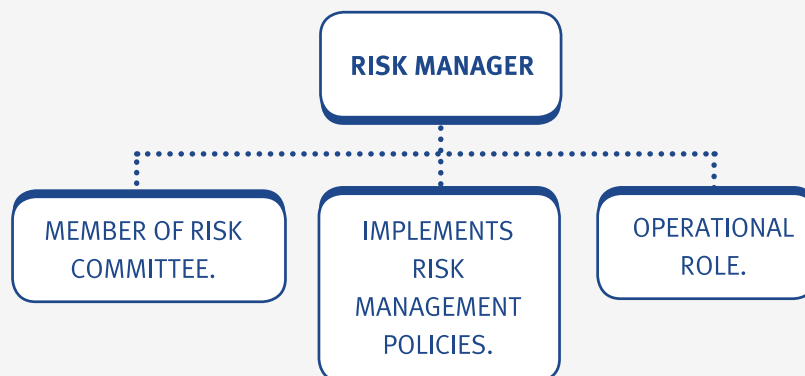 RISK MANAGER
MEMBER OF RISK
COMMITTEE.
IMPLEMENTS
RISK
MANAGEMENT
POLICIES.
OPERATIONAL
ROLE.